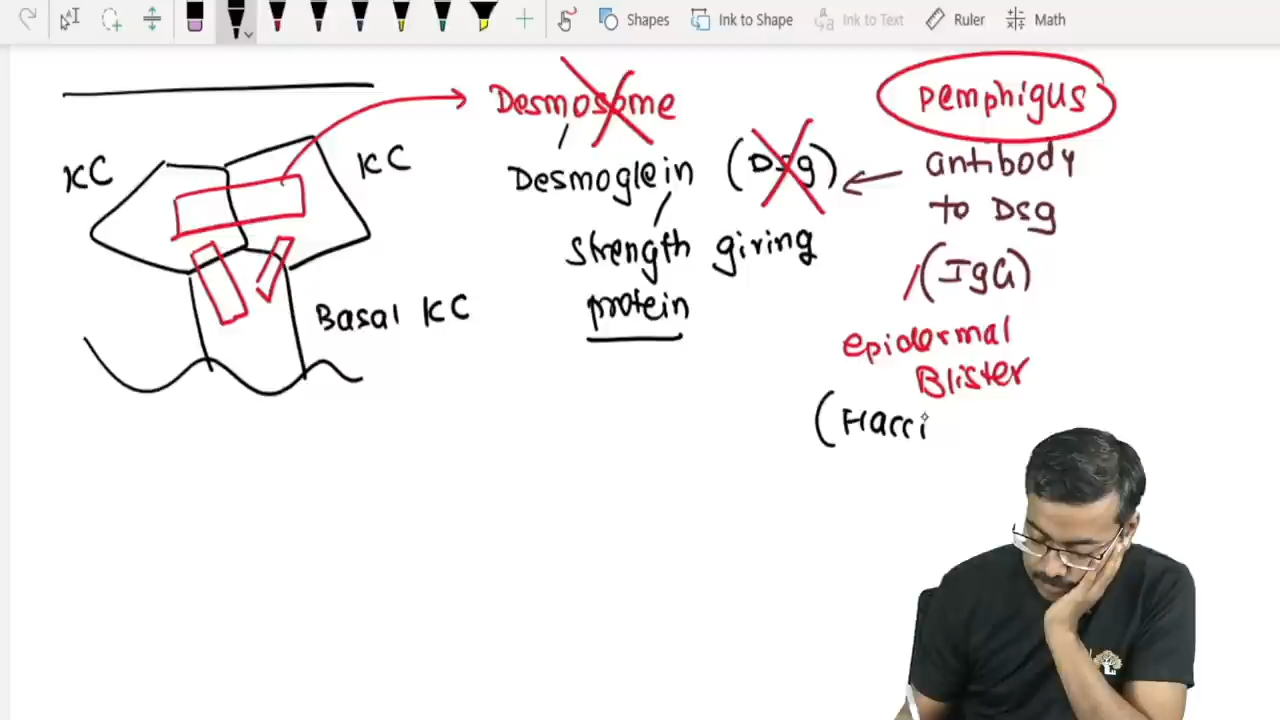 Shapes
Ink to Shape
Ink to Text
Ruler
Math
Desmosome
pemphigus
KC
KC
Desmoglein (Dsg)
antibody
to Dsg
strength giving
protein
(IgG)
Basal KC
epidermal
Blister
(Flacci